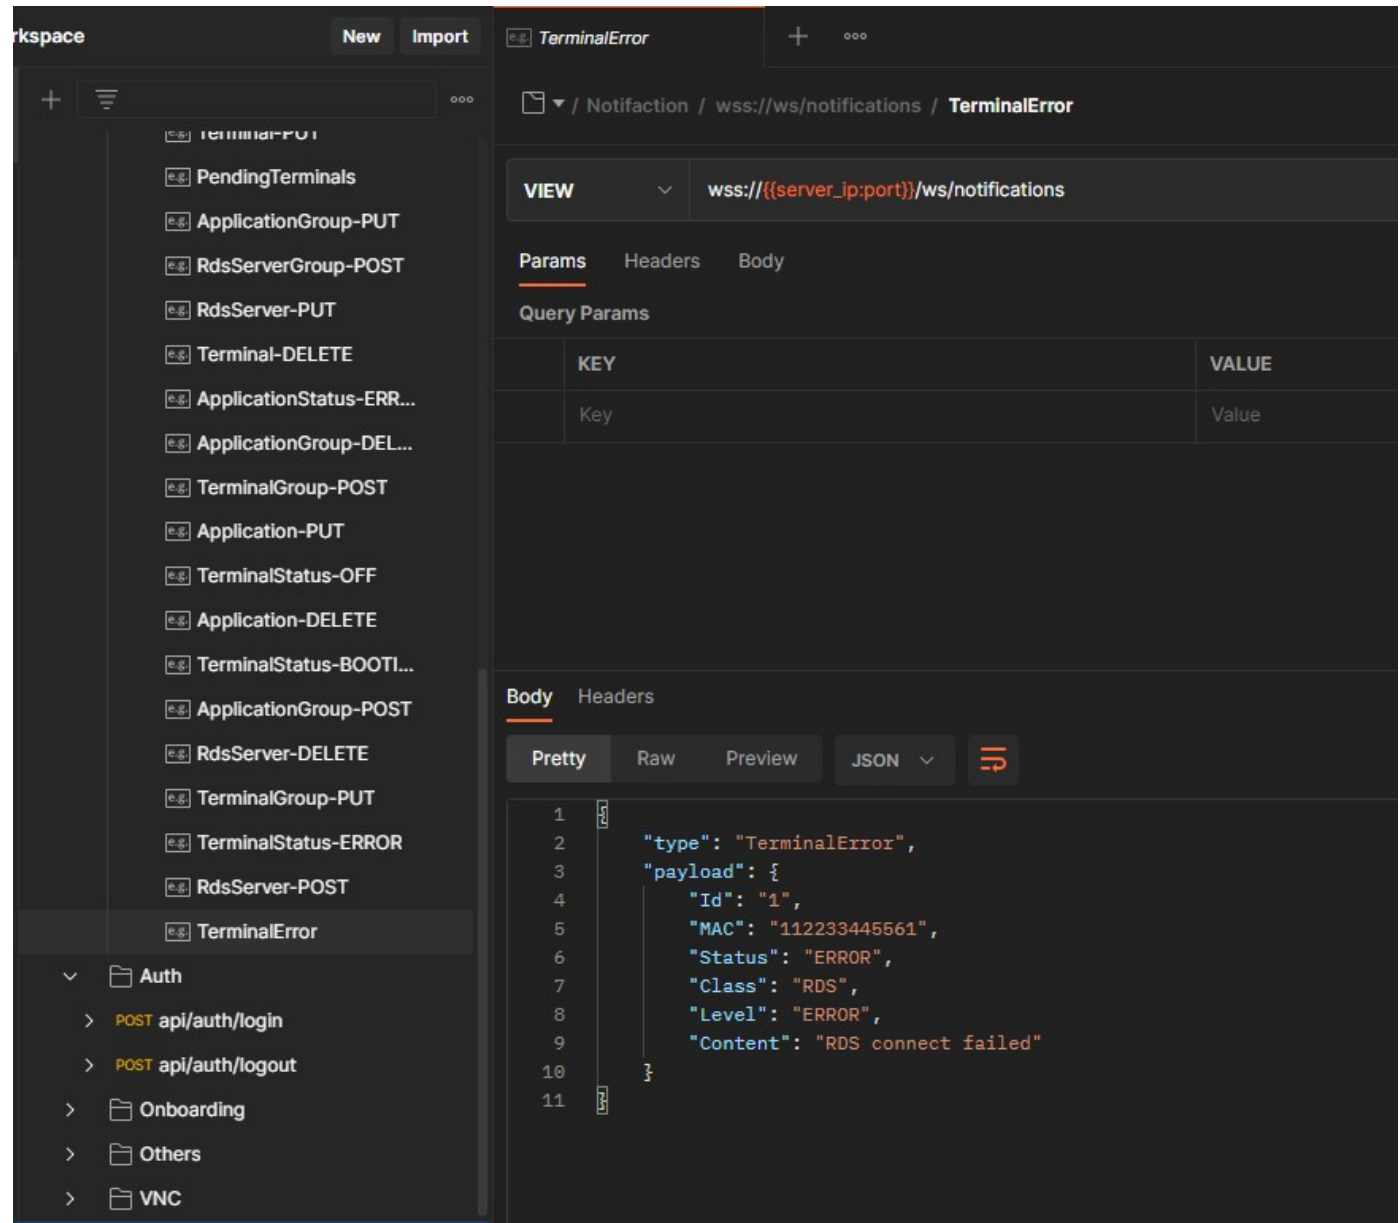 rkspace
New
Import
Terminal-PUT
e.g. PendingTerminals
e.g. ApplicationGroup-PUT
e.g. RdsServerGroup-POST
e.g. RdsServer-PUT
e.g. Terminal-DELETE
e.g. ApplicationStatus-ERR...
e.g. ApplicationGroup-DEL...
e.g. TerminalGroup-POST
e.g. Application-PUT
e.g. TerminalStatus-OFF
e.g. Application-DELETE
e.g. TerminalStatus-BOOTI...
e.g. ApplicationGroup-POST
e.g. RdsServer-DELETE
e.g. TerminalGroup-PUT
e.g. TerminalStatus-ERROR
e.g. RdsServer-POST
e.g. TerminalError
Auth
POST api/auth/login
POST api/auth/logout
Onboarding
Others
VNC
e.g. TerminalError
/ Notifaction / wss://ws/notifications / TerminalError
VIEW
wss://{{server_ip:port}}/ws/notifications
Params Headers Body
Query Params
KEY VALUE
Key Value
Body Headers
Pretty Raw Preview JSON
1 {
2 "type": "TerminalError",
3 "payload": {
4 "Id": "1",
5 "MAC": "112233445561",
6 "Status": "ERROR",
7 "Class": "RDS",
8 "Level": "ERROR",
9 "Content": "RDS connect failed"
10 }
11 }